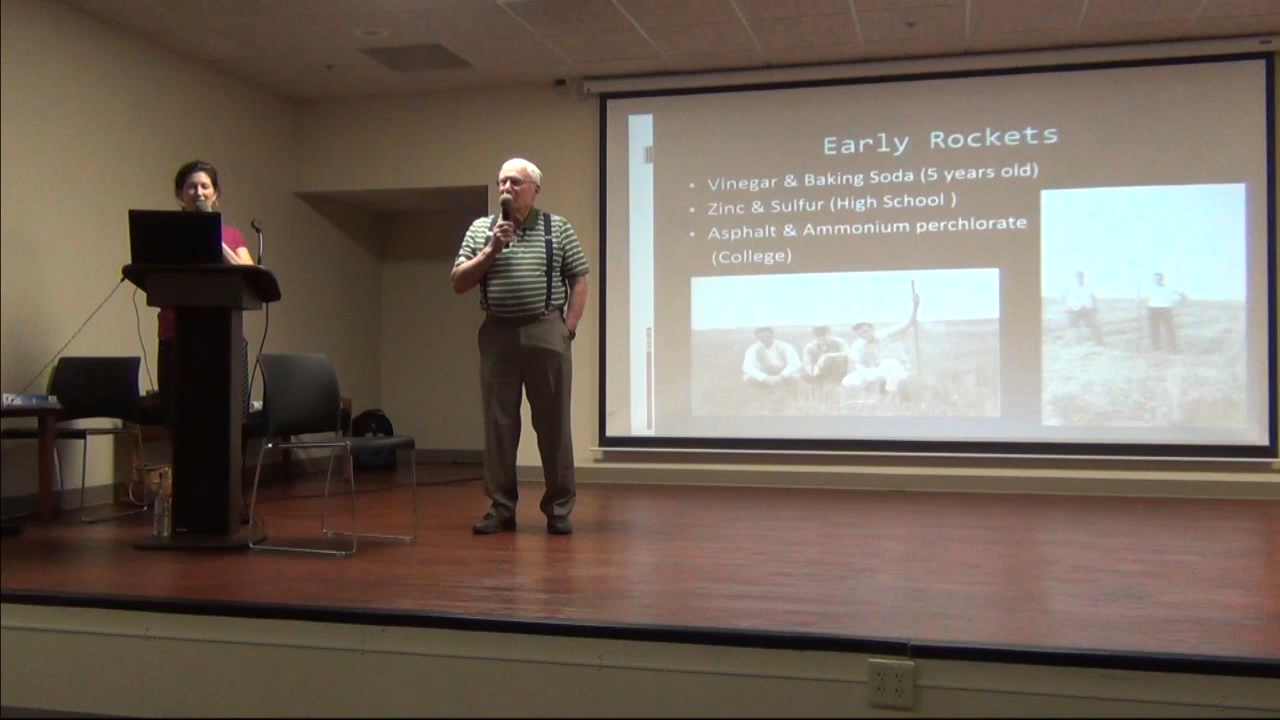 Early Rockets
• Vinegar & Baking Soda (5 years old)
• Zinc & Sulfur (High School )
• Asphalt & Ammonium perchlorate
(College)